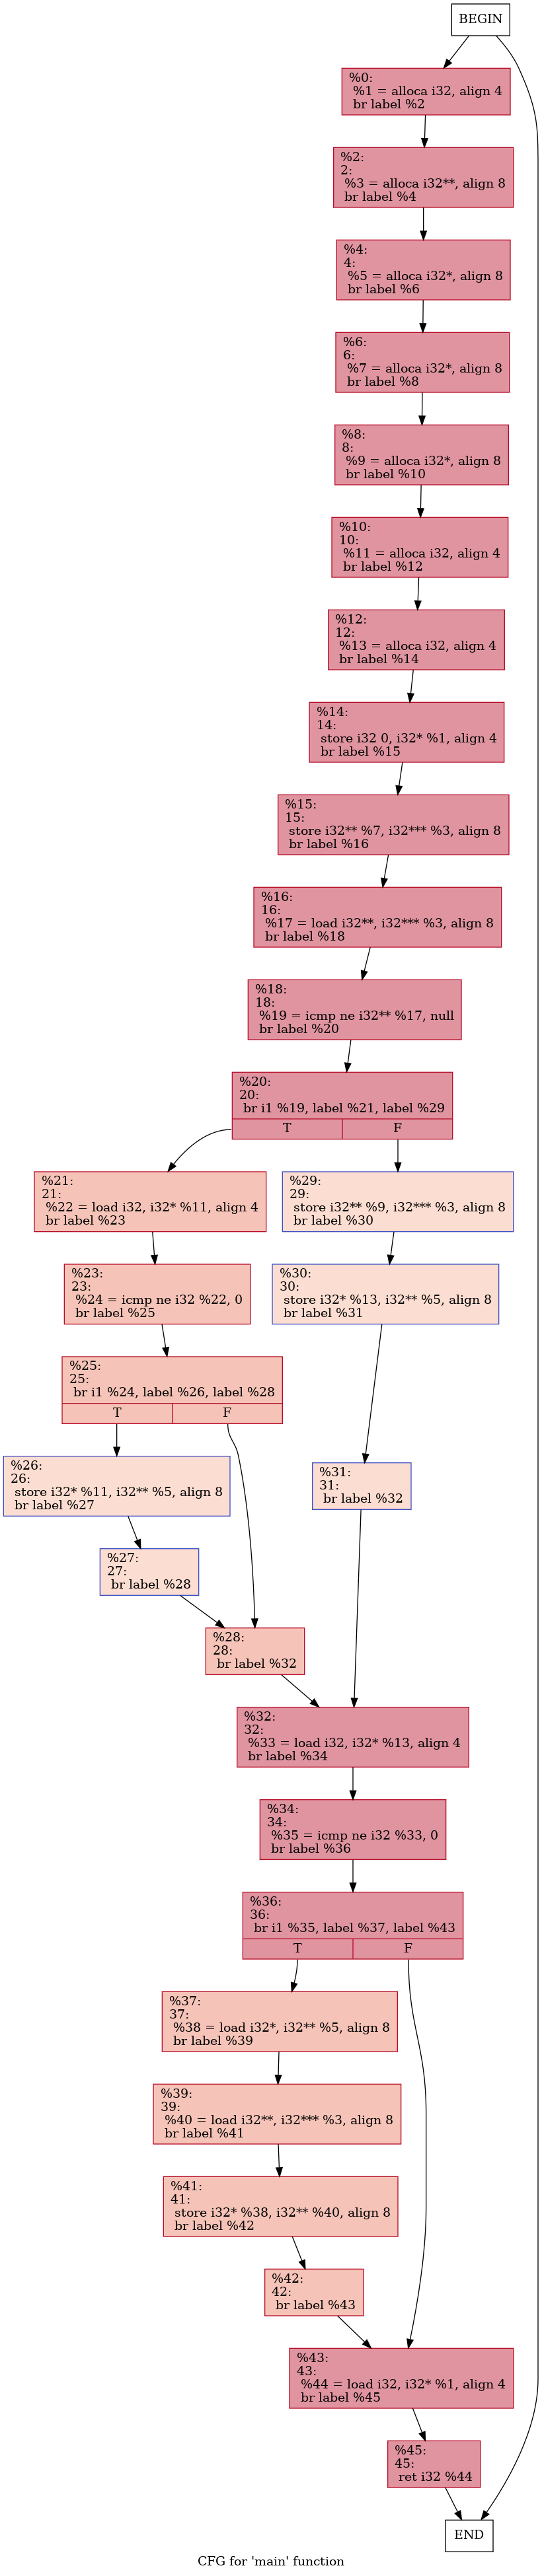 BEGIN
%0:
%1 = alloca i32, align 4
br label %2
%2:
2:
%3 = alloca i32**, align 8
br label %4
%4:
4:
%5 = alloca i32*, align 8
br label %6
%6:
6:
%7 = alloca i32*, align 8
br label %8
%8:
8:
%9 = alloca i32*, align 8
br label %10
%10:
10:
%11 = alloca i32, align 4
br label %12
%12:
12:
%13 = alloca i32, align 4
br label %14
%14:
14:
store i32 0, i32* %1, align 4
br label %15
%15:
15:
store i32** %7, i32*** %3, align 8
br label %16
%16:
16:
%17 = load i32**, i32*** %3, align 8
br label %18
%18:
18:
%19 = icmp ne i32** %17, null
br label %20
%20:
20:
br i1 %19, label %21, label %29
T F
%21:
21:
%22 = load i32, i32* %11, align 4
br label %23
%29:
29:
store i32** %9, i32*** %3, align 8
br label %30
%23:
23:
%24 = icmp ne i32 %22, 0
br label %25
%30:
30:
store i32* %13, i32** %5, align 8
br label %31
%25:
25:
br i1 %24, label %26, label %28
T F
%26:
26:
store i32* %11, i32** %5, align 8
br label %27
%31:
31:
br label %32
%27:
27:
br label %28
%28:
28:
br label %32
%32:
32:
%33 = load i32, i32* %13, align 4
br label %34
%34:
34:
%35 = icmp ne i32 %33, 0
br label %36
%36:
36:
br i1 %35, label %37, label %43
T F
%37:
37:
%38 = load i32*, i32** %5, align 8
br label %39
%39:
39:
%40 = load i32**, i32*** %3, align 8
br label %41
%41:
41:
store i32* %38, i32** %40, align 8
br label %42
%42:
42:
br label %43
%43:
43:
%44 = load i32, i32* %1, align 4
br label %45
%45:
45:
ret i32 %44
END
CFG for 'main' function